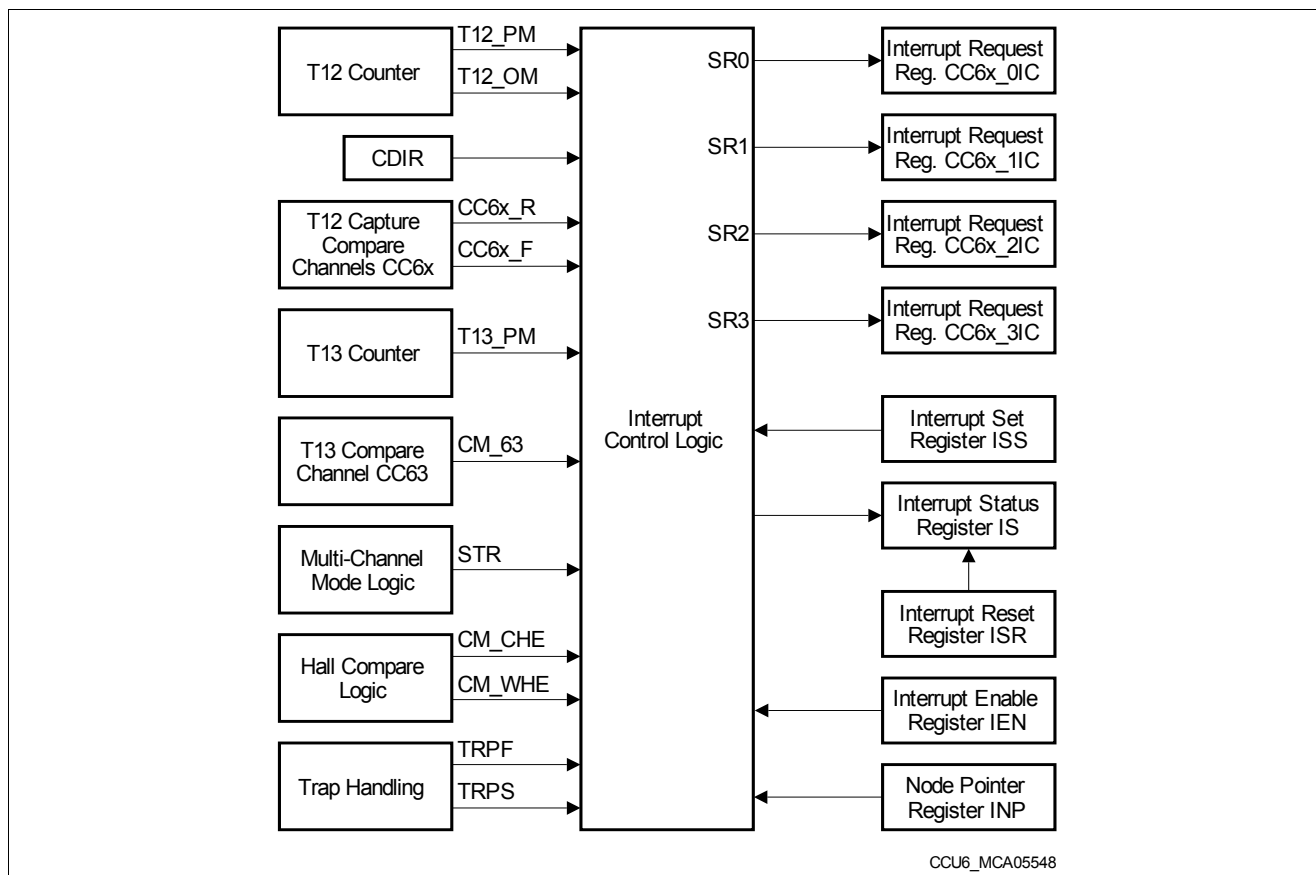 T12 Counter
T12_PM
T12_OM
CDIR
T12 Capture
Compare
Channels CC6x
CC6x_R
CC6x_F
T13 Counter
T13_PM
T13 Compare
Channel CC63
CM_63
Multi-Channel
Mode Logic
STR
Hall Compare
Logic
CM_CHE
CM_WHE
Trap Handling
TRPF
TRPS
Interrupt
Control Logic
SR0
SR1
SR2
SR3
Interrupt Request
Reg. CC6x_0IC
Interrupt Request
Reg. CC6x_1IC
Interrupt Request
Reg. CC6x_2IC
Interrupt Request
Reg. CC6x_3IC
Interrupt Set
Register ISS
Interrupt Status
Register IS
Interrupt Reset
Register ISR
Interrupt Enable
Register IEN
Node Pointer
Register INP
CCU6_MCA05548